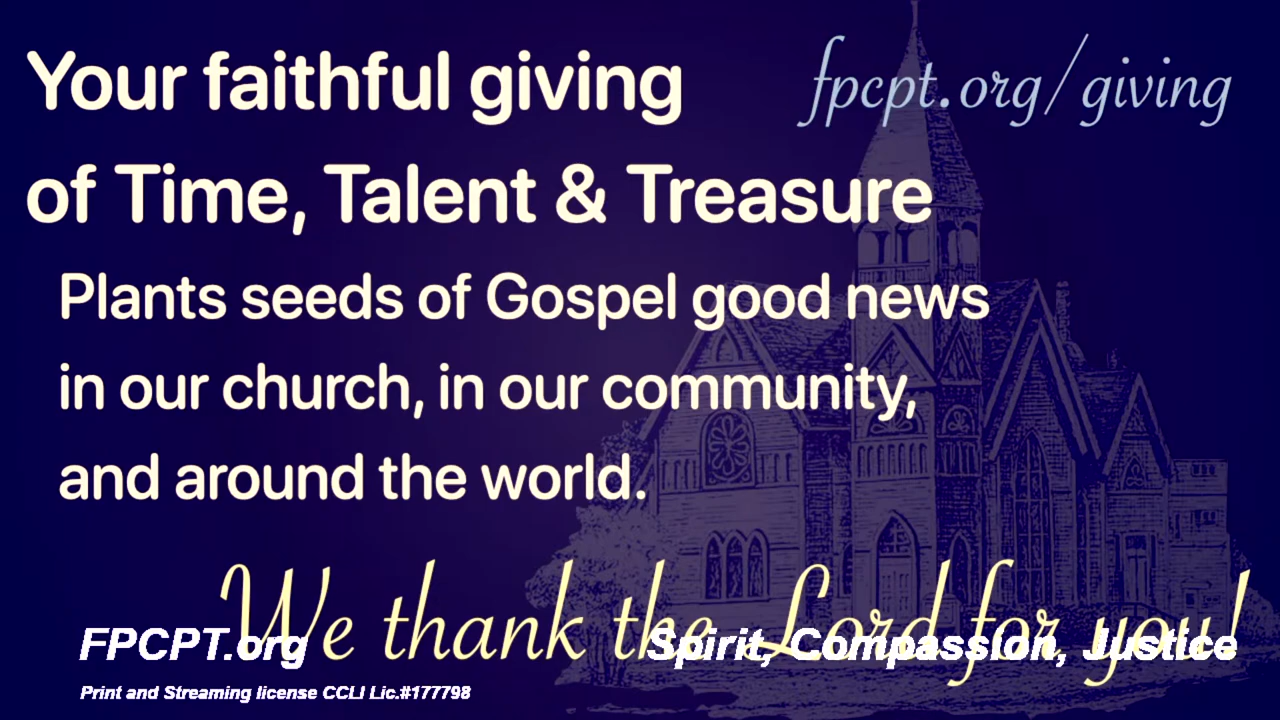 Your faithful giving
fpcpt.org/giving
of Time, Talent & Treasure
Plants seeds of Gospel good news
in our church, in our community,
and around the world.
We thank the Lord for you!
FPCPT.org
Spirit, Compassion, Justice
Print and Streaming license CCLI Lic.#177798